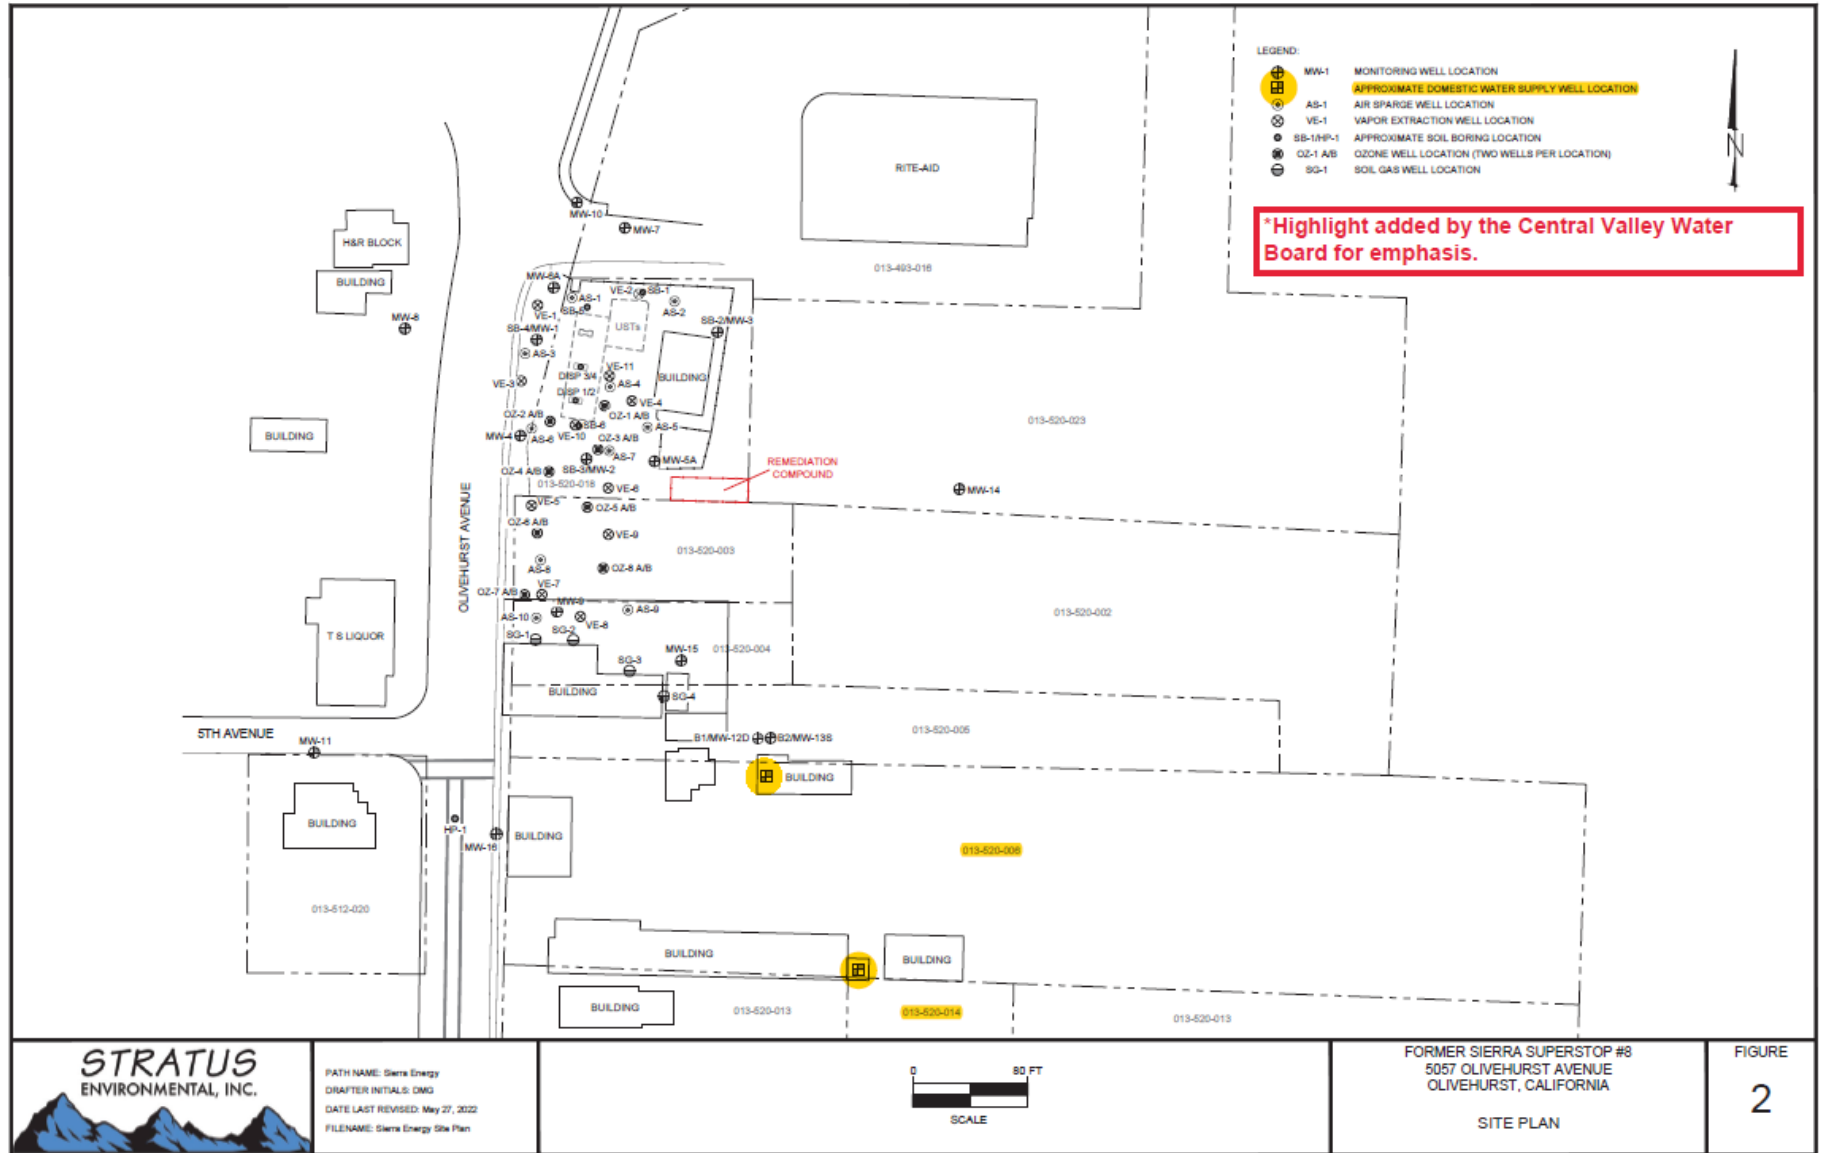 LEGEND:
MW-1 MONITORING WELL LOCATION
APPROXIMATE DOMESTIC WATER SUPPLY WELL LOCATION
AS-1 AIR SPARGE WELL LOCATION
VE-1 VAPOR EXTRACTION WELL LOCATION
SB-1/HP-1 APPROXIMATE SOIL BORING LOCATION
OZ-1 A/B OZONE WELL LOCATION (TWO WELLS PER LOCATION)
SG-1 SOIL GAS WELL LOCATION
N
*Highlight added by the Central Valley Water
Board for emphasis.
RITE-AID
MW-10
MW-7
H&R BLOCK
BUILDING
013-493-016
MW-6A
MW-8
VE-2
SB-1
AS-1
AS-2
VE-1
SB-5
USTs
SB-2/MW-3
SB-4/MW-1
AS-3
VE-3
DISP 3/4
VE-11
AS-4
BUILDING
DISP 1/2
VE-4
OZ-2 A/B
OZ-1 A/B
013-520-023
BUILDING
MW-4
AS-6
VE-10
SB-6
AS-5
OZ-3 A/B
AS-7
OZ-4 A/B
SB-3/MW-2
MW-5A
REMEDIATION
COMPOUND
013-520-018
VE-6
MW-14
OLIVEHURST AVENUE
VE-5
OZ-5 A/B
OZ-6 A/B
VE-9
013-520-003
AS-8
OZ-8 A/B
VE-7
OZ-7 A/B
MW-9
AS-9
013-520-002
AS-10
VE-8
SG-1
SG-2
T S LIQUOR
MW-15
013-520-004
SG-3
BUILDING
SG-4
5TH AVENUE
MW-11
B1/MW-12D
B2/MW-13S
013-520-005
BUILDING
BUILDING
HP-1
MW-16
BUILDING
013-520-006
013-512-020
BUILDING
BUILDING
BUILDING
013-520-013
013-520-014
013-520-013
STRATUS
ENVIRONMENTAL, INC.
PATH NAME: Sierra Energy
DRAFTER INITIALS: DMG
DATE LAST REVISED: May 27, 2022
FILENAME: Sierra Energy Site Plan
0 80 FT
SCALE
FORMER SIERRA SUPERSTOP #8
5057 OLIVEHURST AVENUE
OLIVEHURST, CALIFORNIA
SITE PLAN
FIGURE
2